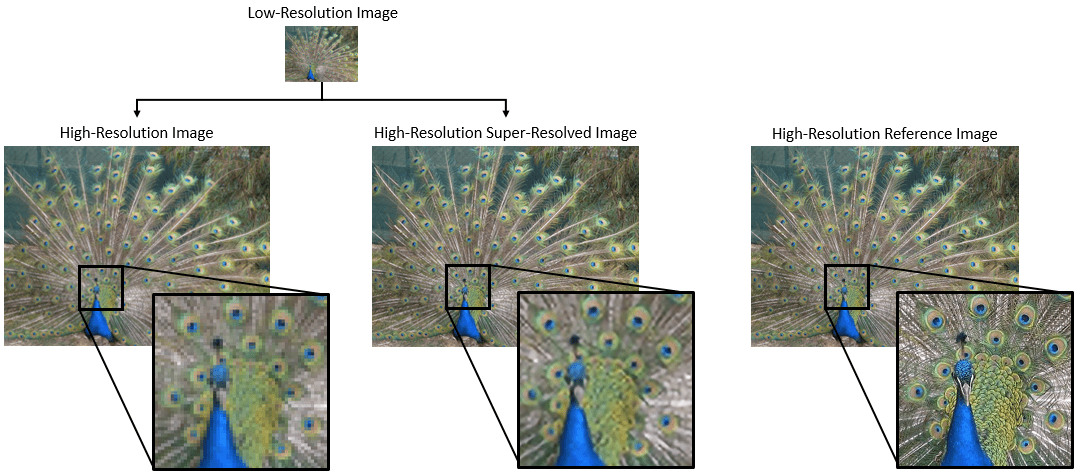 Low-Resolution Image
High-Resolution Image
High-Resolution Super-Resolved Image
High-Resolution Reference Image